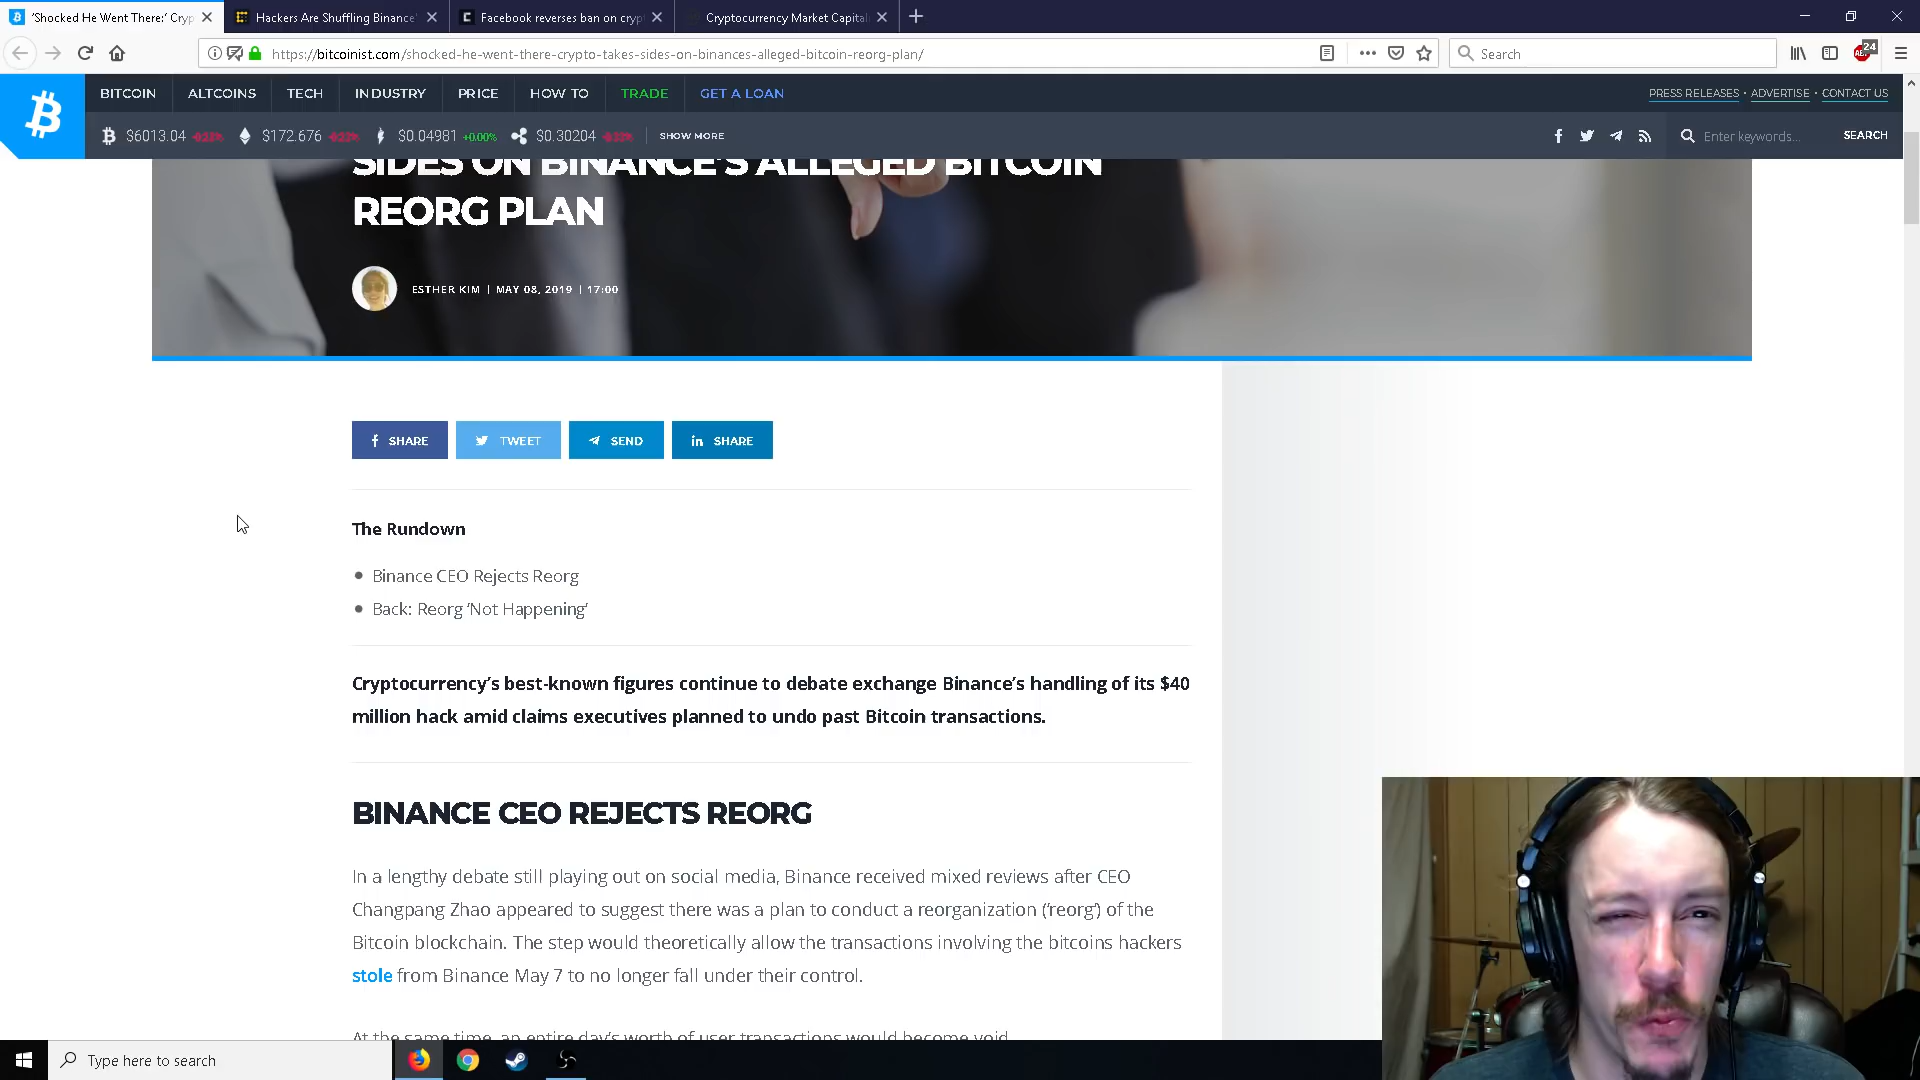 'Shocked He Went There:' Cryp
Hackers Are Shuffling Binance'
Facebook reverses ban on cryp
Cryptocurrency Market Capital
https://bitcoinist.com/shocked-he-went-there-crypto-takes-sides-on-binances-alleged-bitcoin-reorg-plan/
Search
24
BITCOIN ALTCOINS TECH INDUSTRY PRICE HOW TO TRADE GET A LOAN
PRESS RELEASES • ADVERTISE • CONTACT US
$6013.04 -0.22% $172.676 -0.22% $0.04981 +0.00% $0.30204 -0.23% SHOW MORE
Enter keywords... SEARCH
SIDES ON BINANCE'S ALLEGED BITCOIN
REORG PLAN
ESTHER KIM | MAY 08, 2019 | 17:00
SHARE TWEET SEND SHARE
The Rundown
• Binance CEO Rejects Reorg
• Back: Reorg 'Not Happening'
Cryptocurrency's best-known figures continue to debate exchange Binance's handling of its $40
million hack amid claims executives planned to undo past Bitcoin transactions.
BINANCE CEO REJECTS REORG
In a lengthy debate still playing out on social media, Binance received mixed reviews after CEO
Changpang Zhao appeared to suggest there was a plan to conduct a reorganization ('reorg') of the
Bitcoin blockchain. The step would theoretically allow the transactions involving the bitcoins hackers
stole from Binance May 7 to no longer fall under their control.
At the same time, an entire day's worth of user transactions would become void.
Type here to search